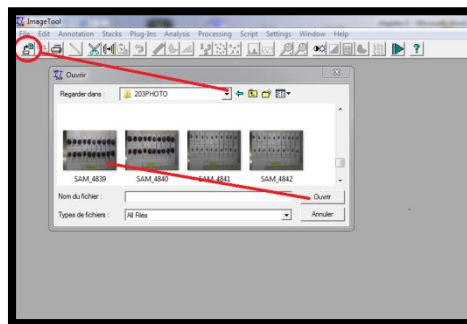 ImageTool
File Edit Annotation Stacks Plug-Ins Analysis Processing Script Settings Window Help
Ouvrir
Regarder dans : 203PHOTO
SAM_4839 SAM_4840 SAM_4841 SAM_4842
Nom du fichier : Ouvrir
Types de fichiers : All Files Annuler